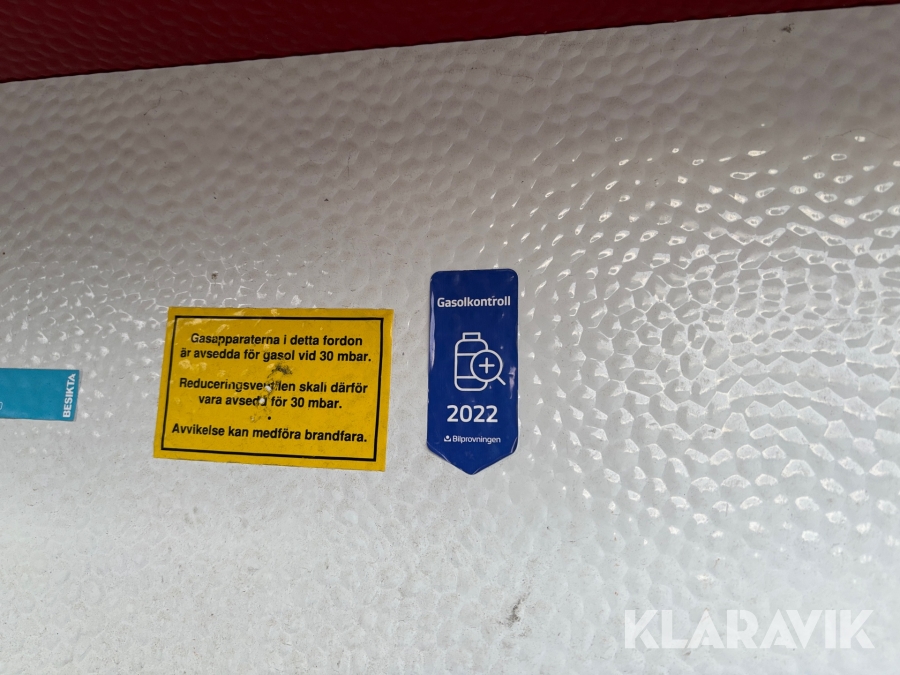 Gasapparaterna i detta fordon
är avsedda för gasol vid 30 mbar.
Reduceringsventilen skall därför
vara avsedd för 30 mbar.
Avvikelse kan medföra brandfara.
Gasolkontroll
2022
Bilprovningen
BESIKTA
KLARAVIK